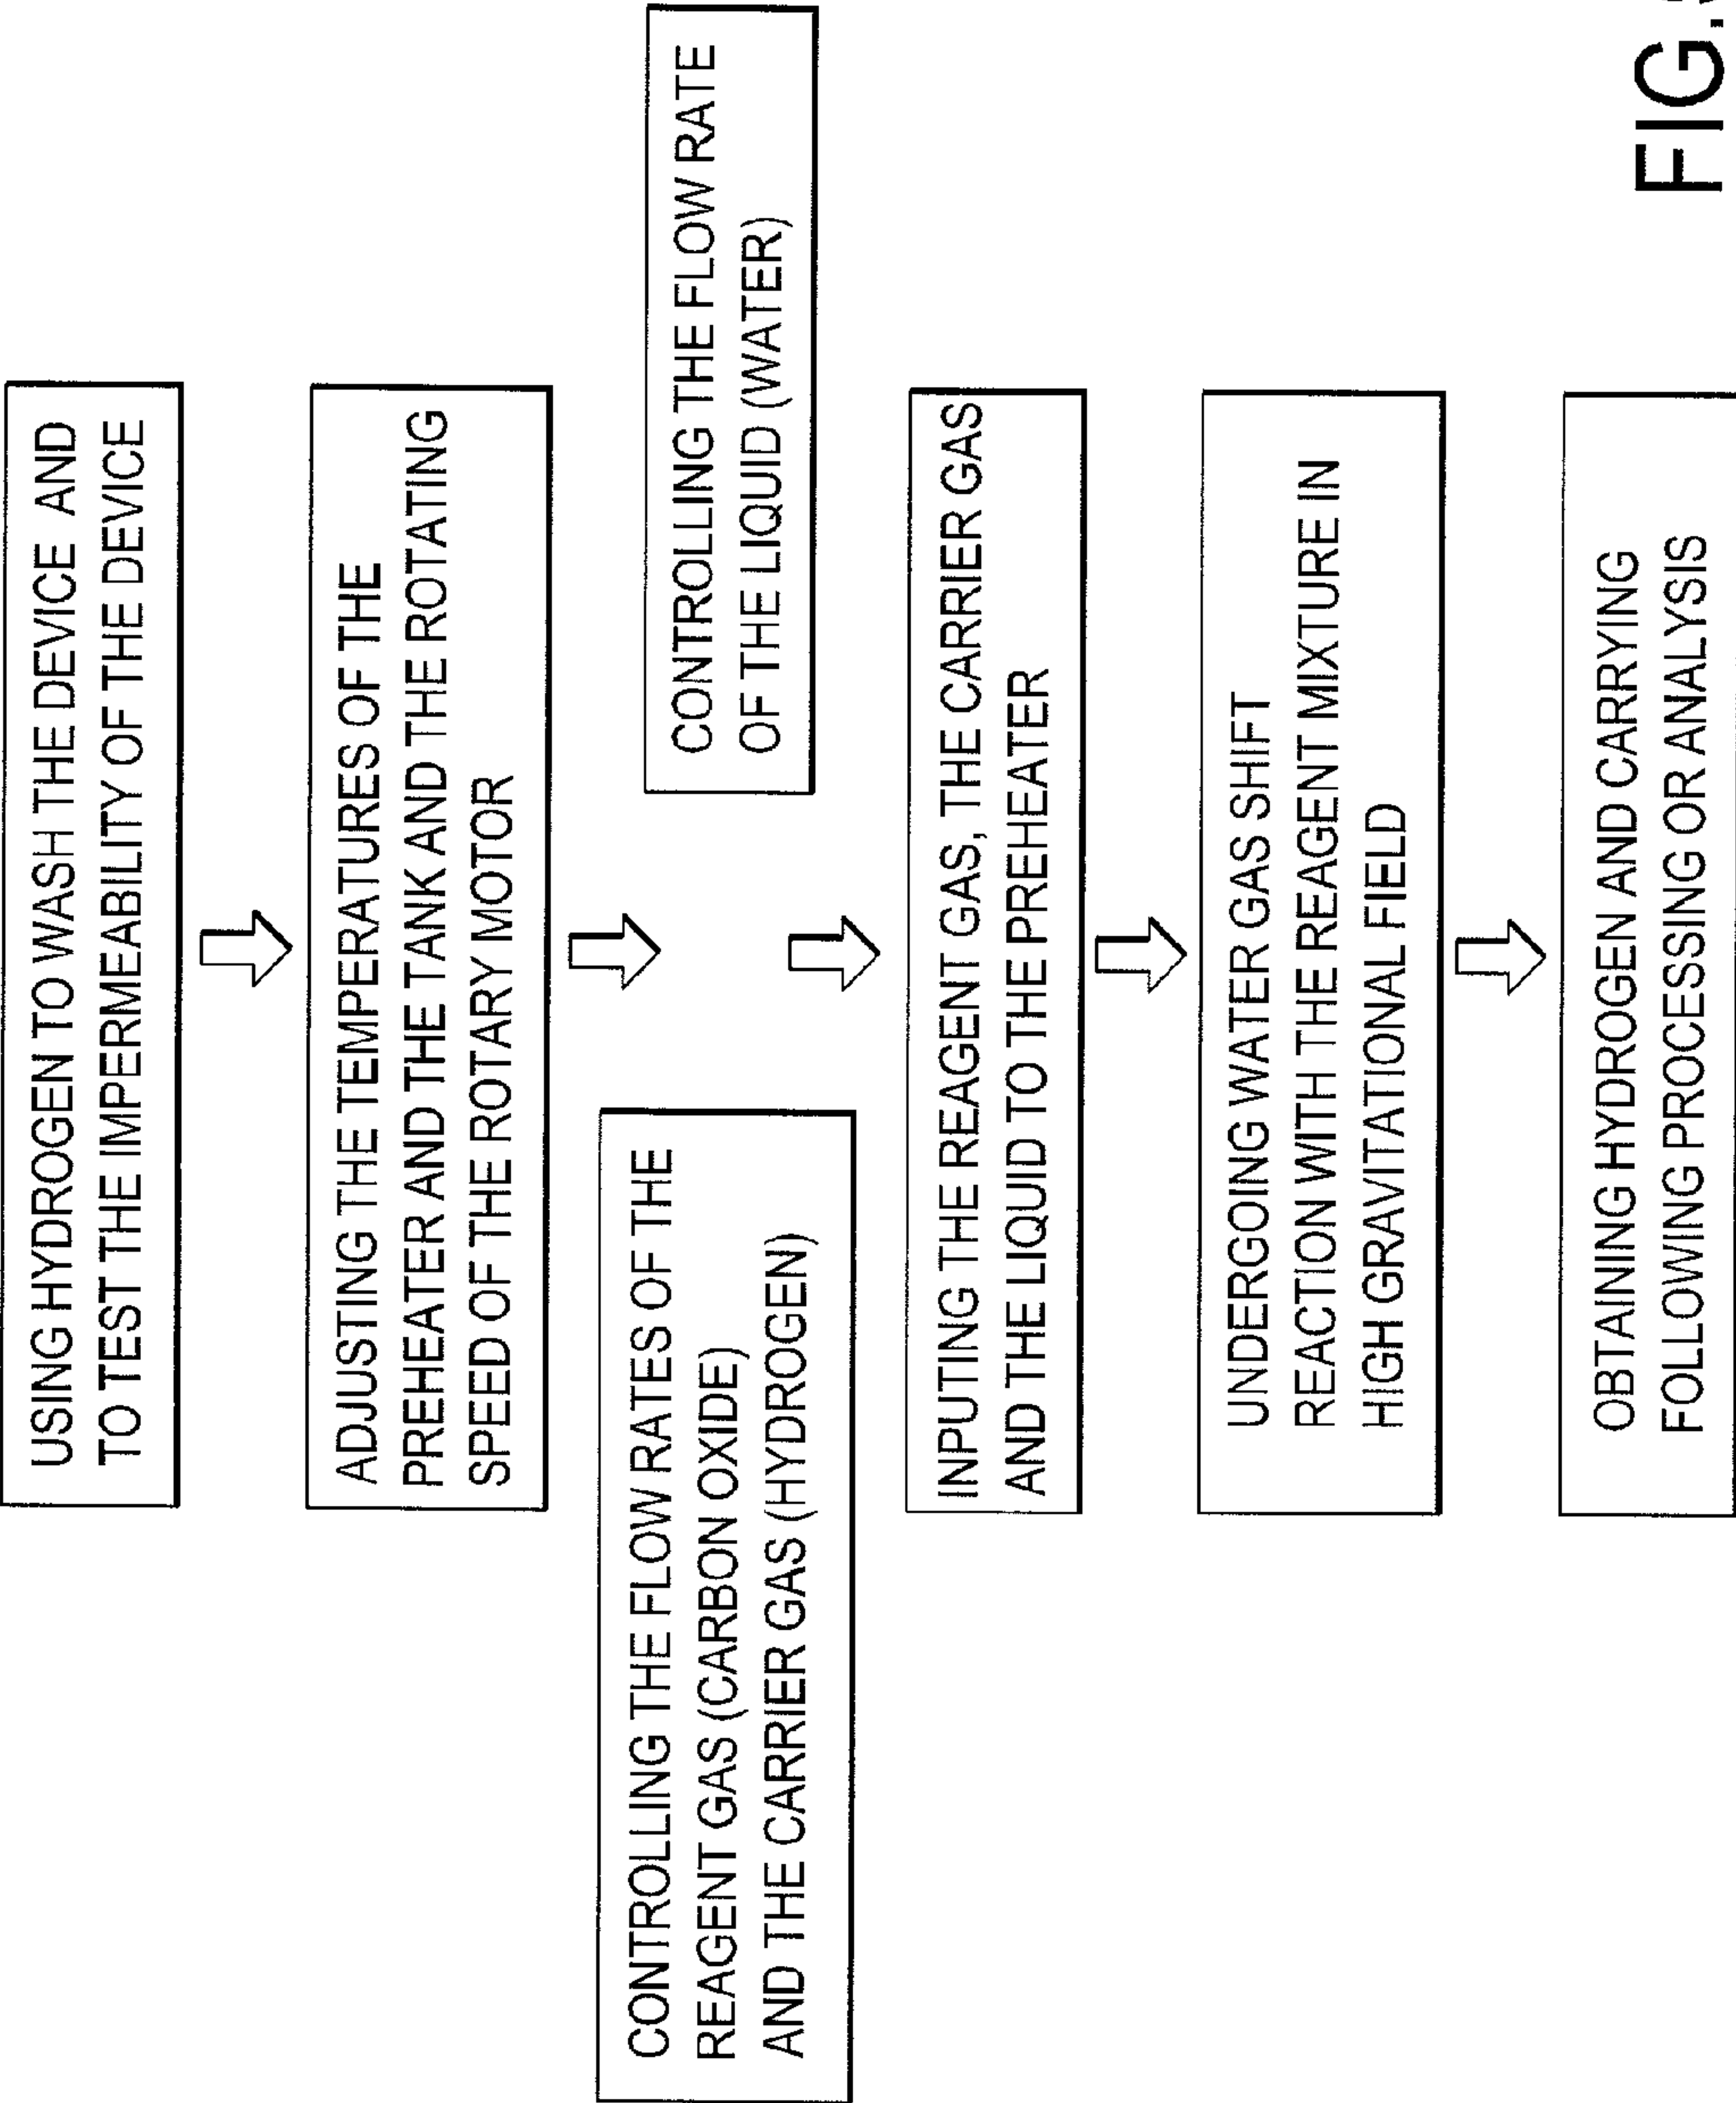 USING HYDROGEN TO WASH THE DEVICE AND
TO TEST THE IMPERMEABILITY OF THE DEVICE
ADJUSTING THE TEMPERATURES OF THE
PREHEATER AND THE TANK AND THE ROTATING
SPEED OF THE ROTARY MOTOR
CONTROLLING THE FLOW RATES OF THE
REAGENT GAS (CARBON OXIDE)
AND THE CARRIER GAS (HYDROGEN)
CONTROLLING THE FLOW RATE
OF THE LIQUID (WATER)
INPUTING THE REAGENT GAS, THE CARRIER GAS
AND THE LIQUID TO THE PREHEATER
UNDERGOING WATER GAS SHIFT
REACTION WITH THE REAGENT MIXTURE IN
HIGH GRAVITATIONAL FIELD
OBTAINING HYDROGEN AND CARRYING
FOLLOWING PROCESSING OR ANALYSIS
FIG.